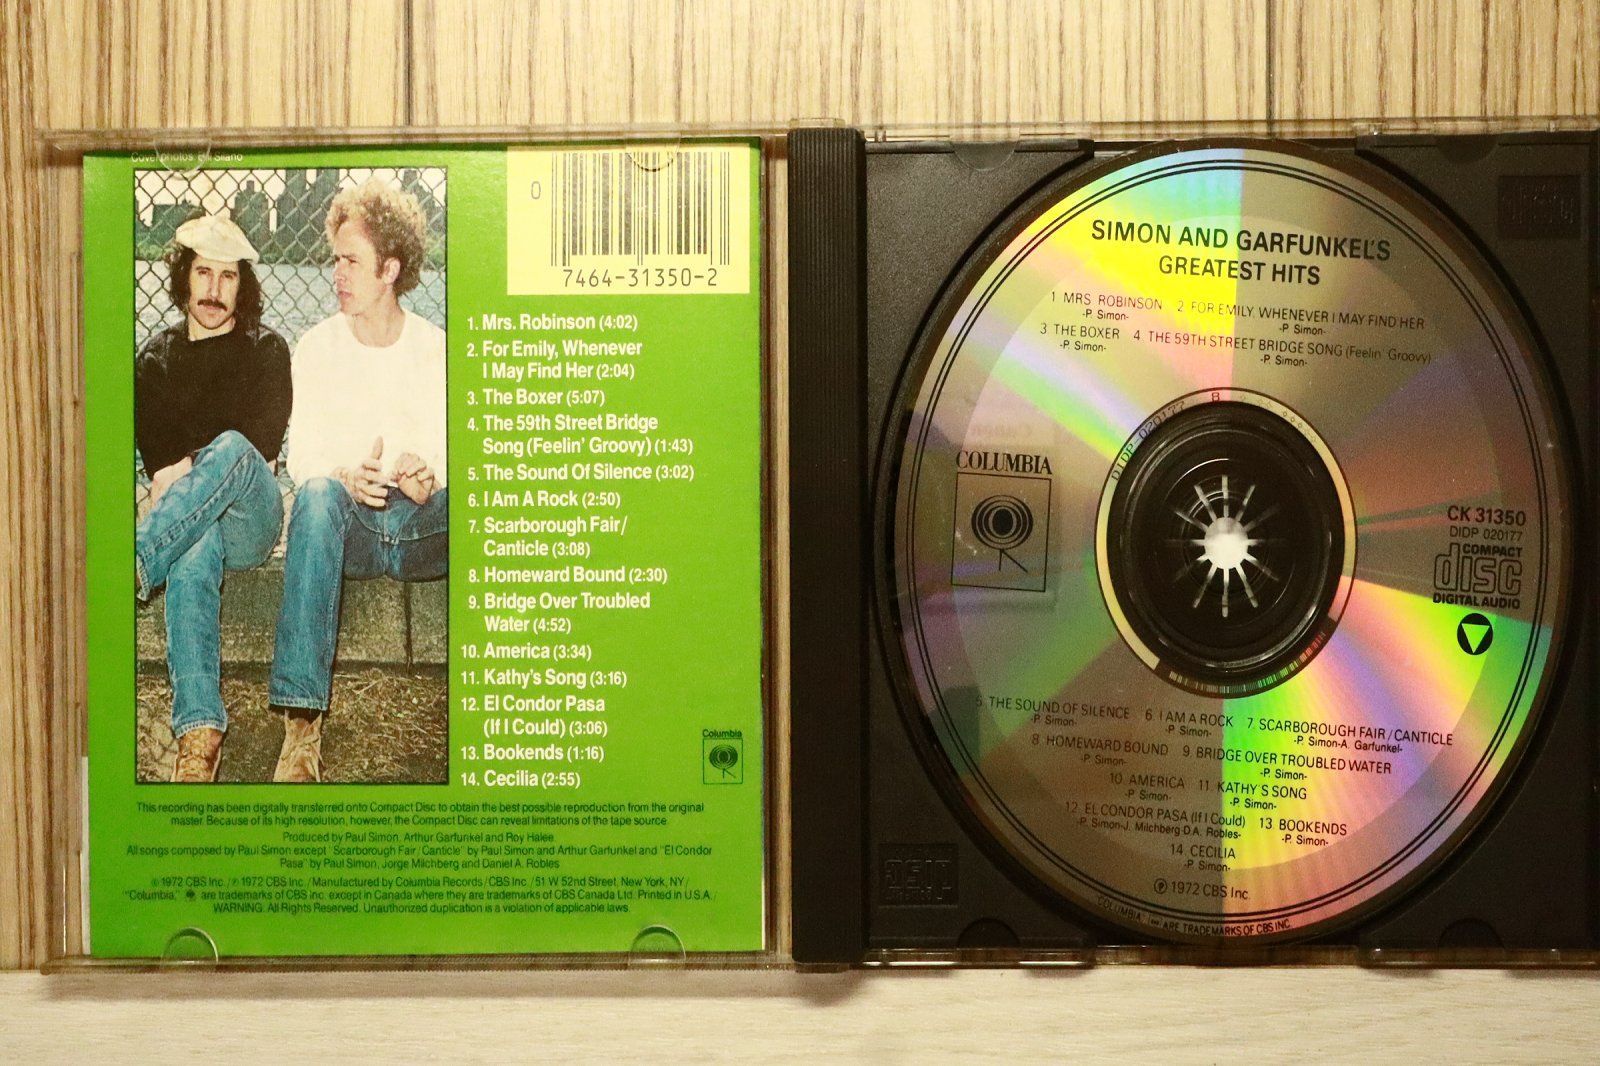 Cover photos: Bill Silano
0
7464-31350-2
1. Mrs. Robinson (4:02)
2. For Emily, Whenever
I May Find Her (2:04)
3. The Boxer (5:07)
4. The 59th Street Bridge
Song (Feelin' Groovy) (1:43)
5. The Sound Of Silence (3:02)
6. I Am A Rock (2:50)
7. Scarborough Fair/
Canticle (3:08)
8. Homeward Bound (2:30)
9. Bridge Over Troubled
Water (4:52)
10. America (3:34)
11. Kathy's Song (3:16)
12. El Condor Pasa
(If I Could) (3:06)
13. Bookends (1:16)
14. Cecilia (2:55)
Columbia
This recording has been digitally transferred onto Compact Disc to obtain the best possible reproduction from the original
master. Because of its high resolution, however, the Compact Disc can reveal limitations of the tape source.
Produced by Paul Simon, Arthur Garfunkel and Roy Halee
All songs composed by Paul Simon except "Scarborough Fair/Canticle" by Paul Simon and Arthur Garfunkel and "El Condor
Pasa" by Paul Simon, Jorge Milchberg and Daniel A. Robles
© 1972 CBS Inc./℗ 1972 CBS Inc./Manufactured by Columbia Records/CBS Inc./51 W 52nd Street, New York, NY/
"Columbia," are trademarks of CBS Inc. except in Canada where they are trademarks of CBS Canada Ltd. Printed in U.S.A./
WARNING: All Rights Reserved. Unauthorized duplication is a violation of applicable laws.
SIMON AND GARFUNKEL'S
GREATEST HITS
1 MRS. ROBINSON 2 FOR EMILY, WHENEVER I MAY FIND HER
-P. Simon- -P. Simon-
3 THE BOXER 4 THE 59TH STREET BRIDGE SONG (Feelin' Groovy)
-P. Simon- -P. Simon-
DIDP-020177 B
COLUMBIA
CK 31350
DIDP 020177
COMPACT
disc
DIGITAL AUDIO
5. THE SOUND OF SILENCE 6. I AM A ROCK 7. SCARBOROUGH FAIR/CANTICLE
-P. Simon- -P. Simon- -P. Simon-A. Garfunkel-
8 HOMEWARD BOUND 9. BRIDGE OVER TROUBLED WATER
-P. Simon- -P. Simon-
10. AMERICA 11. KATHY'S SONG
-P. Simon- -P. Simon-
12 EL CONDOR PASA (If I Could) 13. BOOKENDS
-P. Simon-J. Milchberg-D.A. Robles- -P. Simon-
14. CECILIA
-P. Simon-
℗ 1972 CBS Inc.
COLUMBIA, ARE TRADEMARKS OF CBS INC.